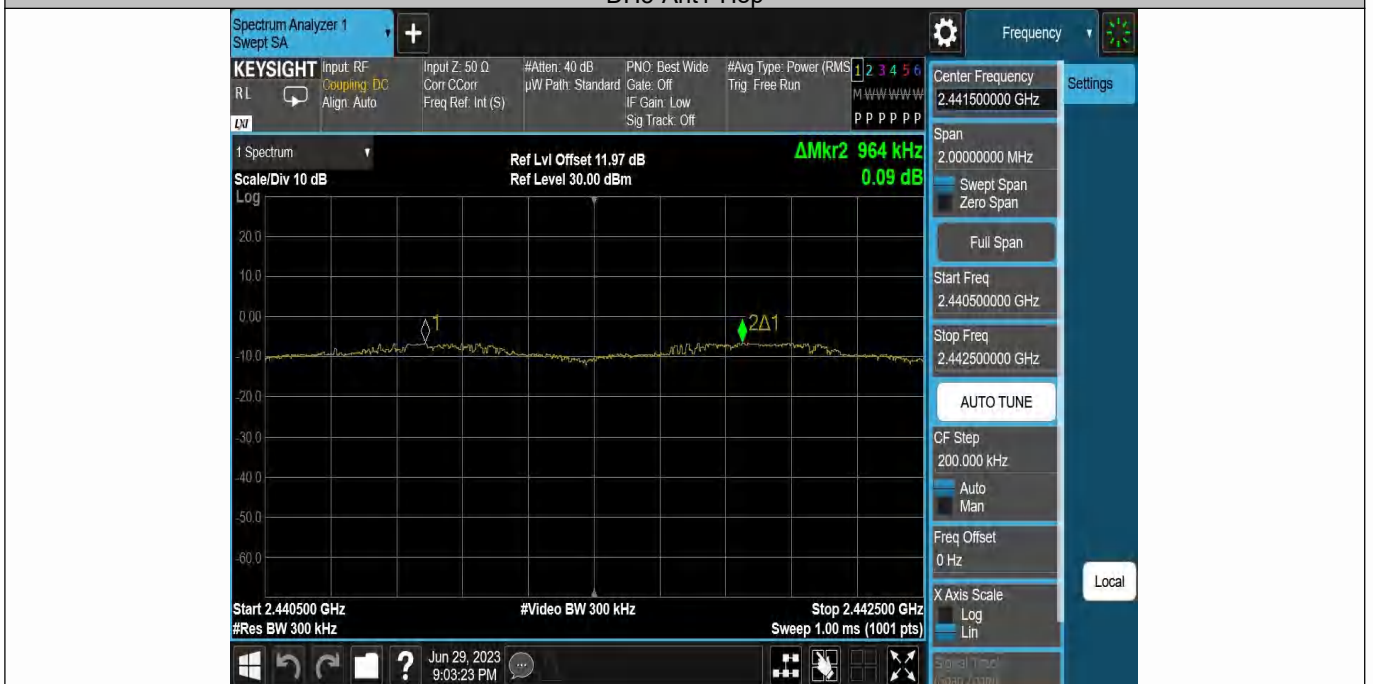 DH5 Ant1 Hop
Spectrum Analyzer 1
Swept SA
Frequency
KEYSIGHT
RL
LXI
Input: RF
Coupling: DC
Align: Auto
Input Z: 50 Ω
Corr CCorr
Freq Ref: Int (S)
#Atten: 40 dB
µW Path: Standard
PNO: Best Wide
Gate: Off
IF Gain: Low
Sig Track: Off
#Avg Type: Power (RMS
Trig: Free Run
1 2 3 4 5 6
M W W W W W
P P P P P P
1 Spectrum
Scale/Div 10 dB
Log
Ref Lvl Offset 11.97 dB
Ref Level 30.00 dBm
ΔMkr2 964 kHz
0.09 dB
20.0
10.0
0.00
-10.0
-20.0
-30.0
-40.0
-50.0
-60.0
1
2Δ1
Start 2.440500 GHz
#Res BW 300 kHz
#Video BW 300 kHz
Stop 2.442500 GHz
Sweep 1.00 ms (1001 pts)
Center Frequency
2.441500000 GHz
Settings
Span
2.00000000 MHz
Swept Span
Zero Span
Full Span
Start Freq
2.440500000 GHz
Stop Freq
2.442500000 GHz
AUTO TUNE
CF Step
200.000 kHz
Auto
Man
Freq Offset
0 Hz
X Axis Scale
Log
Lin
Signal Track
(Span Zoom)
Local
?
Jun 29, 2023
9:03:23 PM